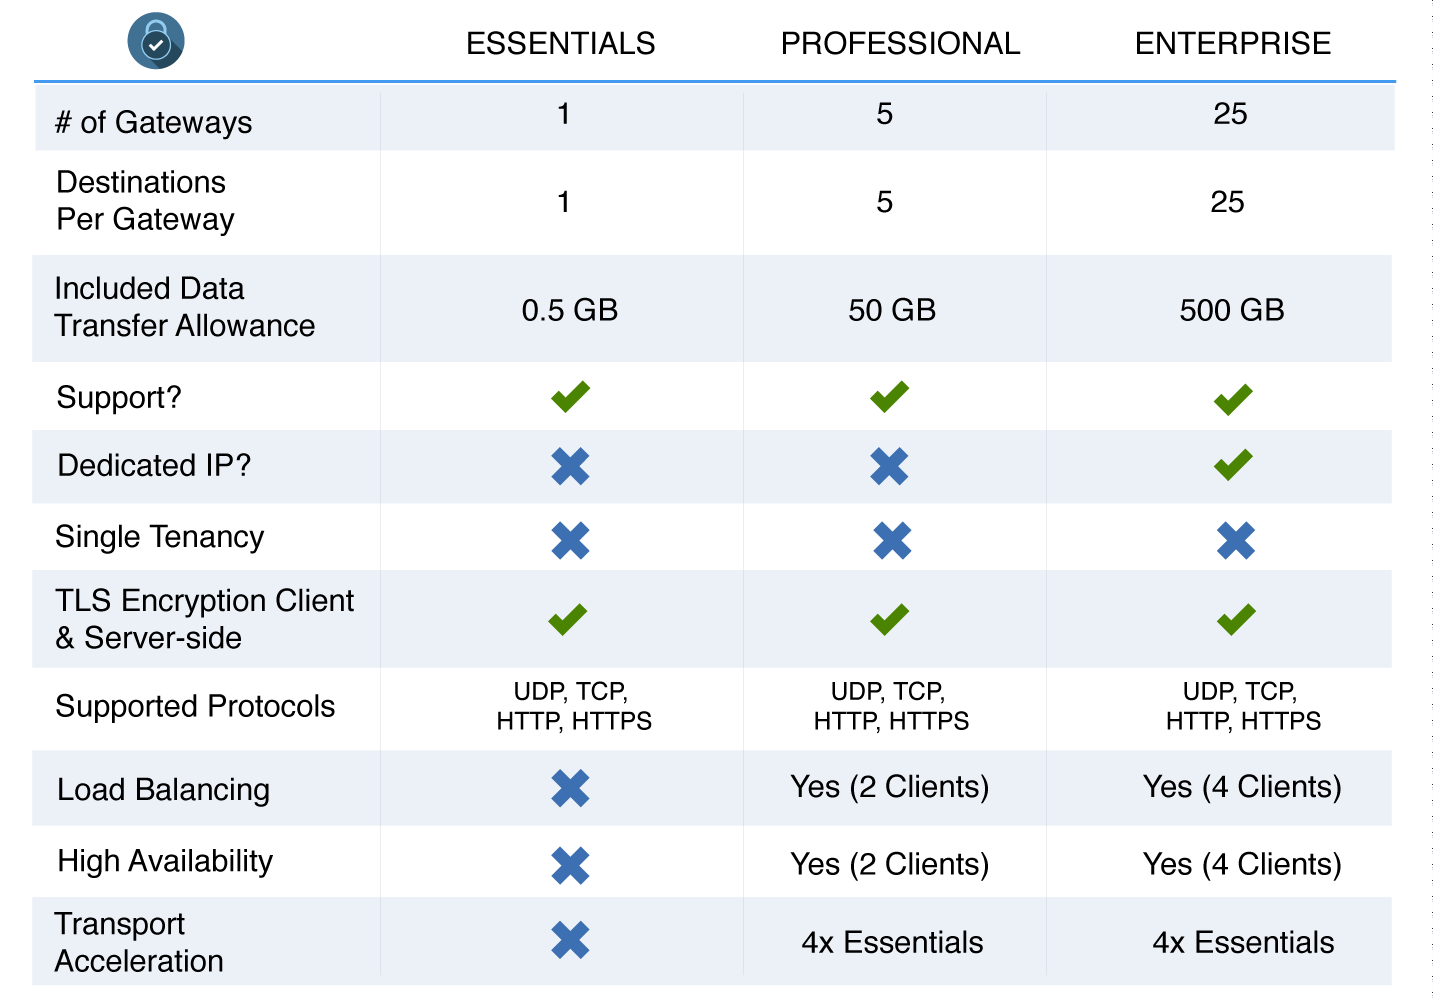 ESSENTIALS PROFESSIONAL ENTERPRISE
# of Gateways 1 5 25
Destinations
Per Gateway 1 5 25
Included Data
Transfer Allowance 0.5 GB 50 GB 500 GB
Support?
Dedicated IP?
Single Tenancy
TLS Encryption Client
& Server-side
Supported Protocols
UDP, TCP,
HTTP, HTTPS
UDP, TCP,
HTTP, HTTPS
UDP, TCP,
HTTP, HTTPS
Load Balancing Yes (2 Clients) Yes (4 Clients)
High Availability Yes (2 Clients) Yes (4 Clients)
Transport
Acceleration 4x Essentials 4x Essentials